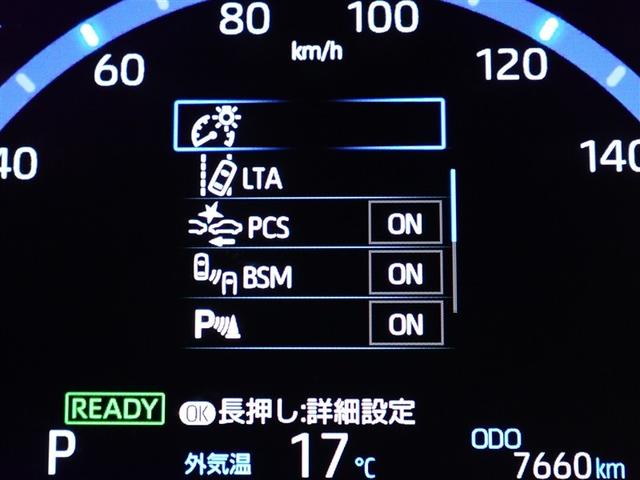 80 100
km/h
60 120
40 140
LTA
PCS ON
BSM ON
P ON
READY OK 長押し:詳細設定
P 外気温 17℃ ODO 7660km